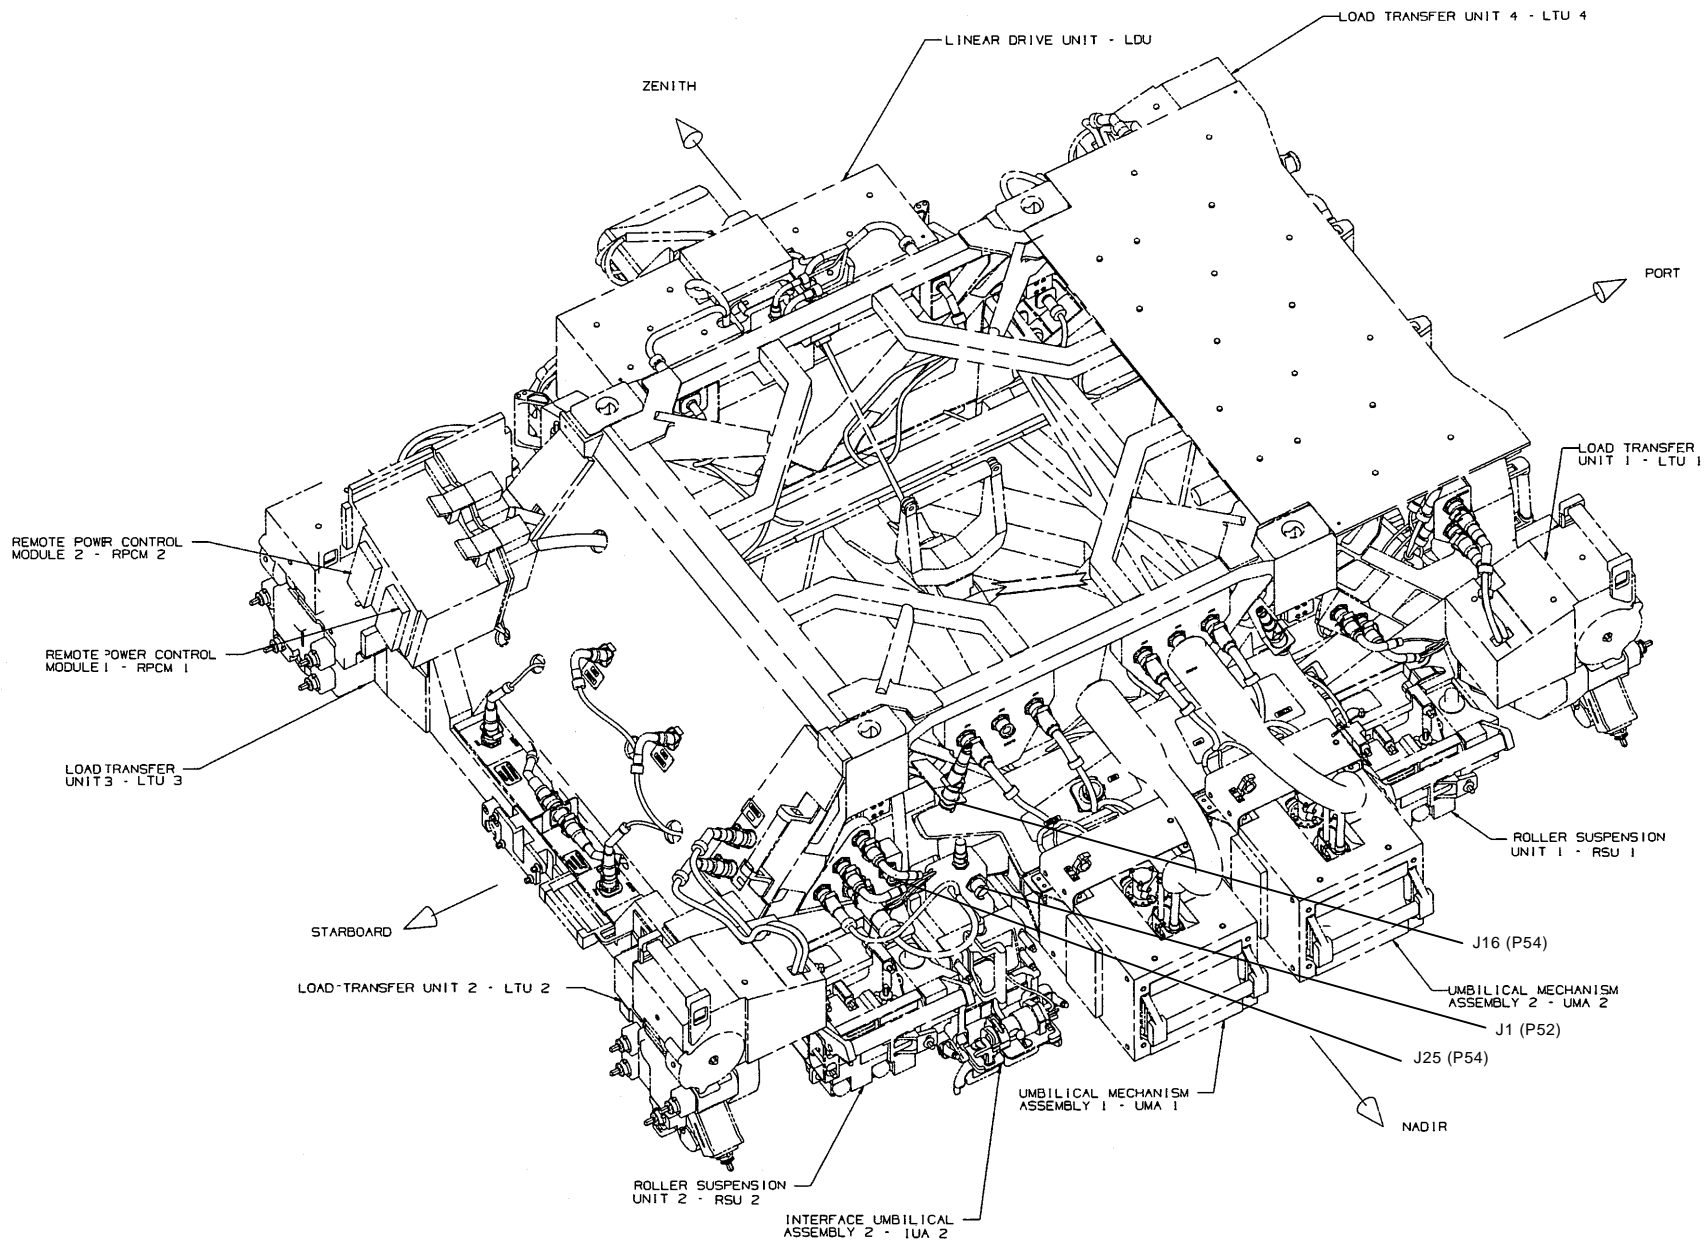 LOAD TRANSFER UNIT 4 - LTU 4
LINEAR DRIVE UNIT - LDU
ZENITH
PORT
LOAD TRANSFER
UNIT 1 - LTU 1
REMOTE POWR CONTROL
MODULE 2 - RPCM 2
REMOTE POWER CONTROL
MODULE 1 - RPCM 1
LOAD TRANSFER
UNIT 3 - LTU 3
ROLLER SUSPENSION
UNIT 1 - RSU 1
STARBOARD
J16 (P54)
LOAD-TRANSFER UNIT 2 - LTU 2
UMBILICAL MECHANISM
ASSEMBLY 2 - UMA 2
J1 (P52)
J25 (P54)
UMBILICAL MECHANISM
ASSEMBLY 1 - UMA 1
NADIR
ROLLER SUSPENSION
UNIT 2 - RSU 2
INTERFACE UMBILICAL
ASSEMBLY 2 - IUA 2